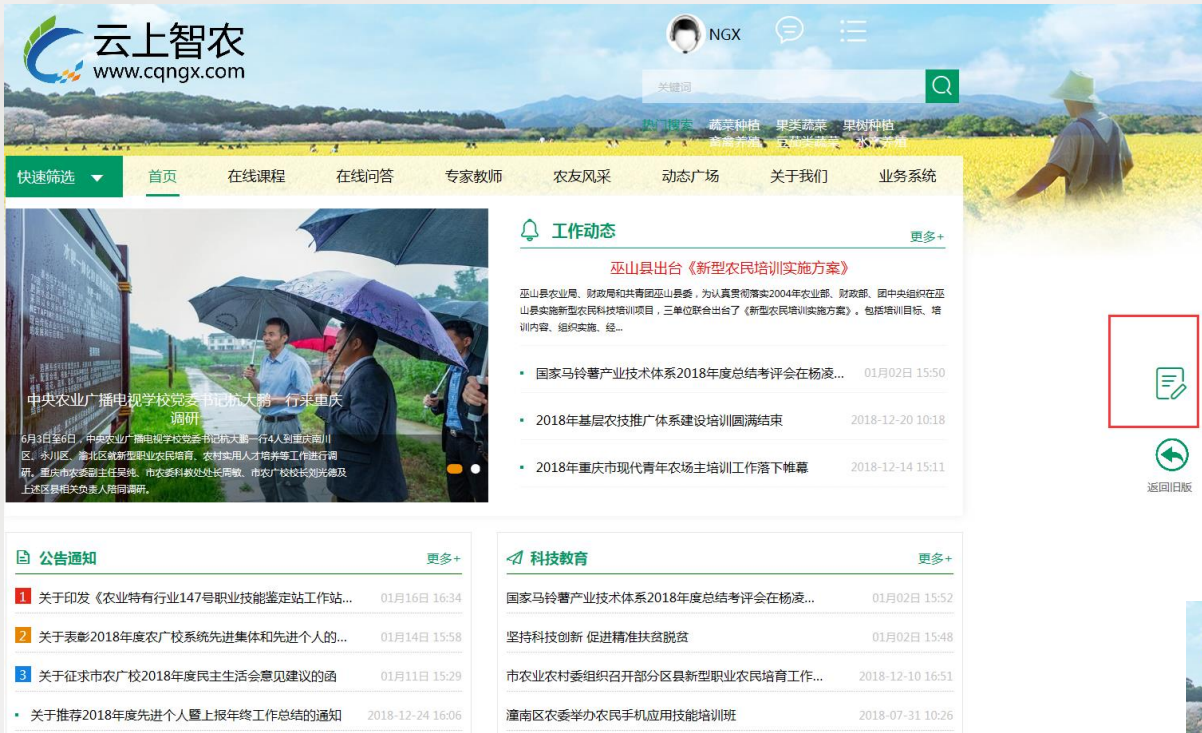 云上智农
www.cqngx.com
NGX
关键词
热门搜索 蔬菜种植 果类蔬菜 果树种植
快速筛选
首页
在线课程
在线问答
专家教师
农友风采
动态广场
关于我们
业务系统
中央农业广播电视学校党委书记杭大鹏一行来重庆
调研
6月3日至6日，中央农业广播电视学校党委书记杭大鹏一行4人到重庆南川
区、永川区、渝北区就新型职业农民培育、农村实用人才培养等工作进行调
研。重庆市农委副主任吴纯、市农委科教处处长周敏、市农广校校长刘光德及
上述区县相关负责人陪同调研。
工作动态
更多+
巫山县出台《新型农民培训实施方案》
巫山县农业局、财政局和共青团巫山县委，为认真贯彻落实2004年农业部、财政部、团中央组织在巫
山县实施新型农民科技培训项目，三单位联合出台了《新型农民培训实施方案》。包括培训目标、培
训内容、组织实施、经...
国家马铃薯产业技术体系2018年度总结考评会在杨凌... 01月02日 15:50
2018年基层农技推广体系建设培训圆满结束 2018-12-20 10:18
2018年重庆市现代青年农场主培训工作落下帷幕 2018-12-14 15:11
返回旧版
公告通知
更多+
1 关于印发《农业特有行业147号职业技能鉴定站工作站... 01月16日 16:34
2 关于表彰2018年度农广校系统先进集体和先进个人的... 01月14日 15:58
3 关于征求市农广校2018年度民主生活会意见建议的函 01月11日 15:29
关于推荐2018年度先进个人暨上报年终工作总结的通知 2018-12-24 16:06
科技教育
更多+
国家马铃薯产业技术体系2018年度总结考评会在杨凌... 01月02日 15:52
坚持科技创新 促进精准扶贫脱贫 01月02日 15:48
市农业农村委组织召开部分区县新型职业农民培育工作... 2018-12-10 16:51
潼南区农委举办农民手机应用技能培训班 2018-07-31 10:26